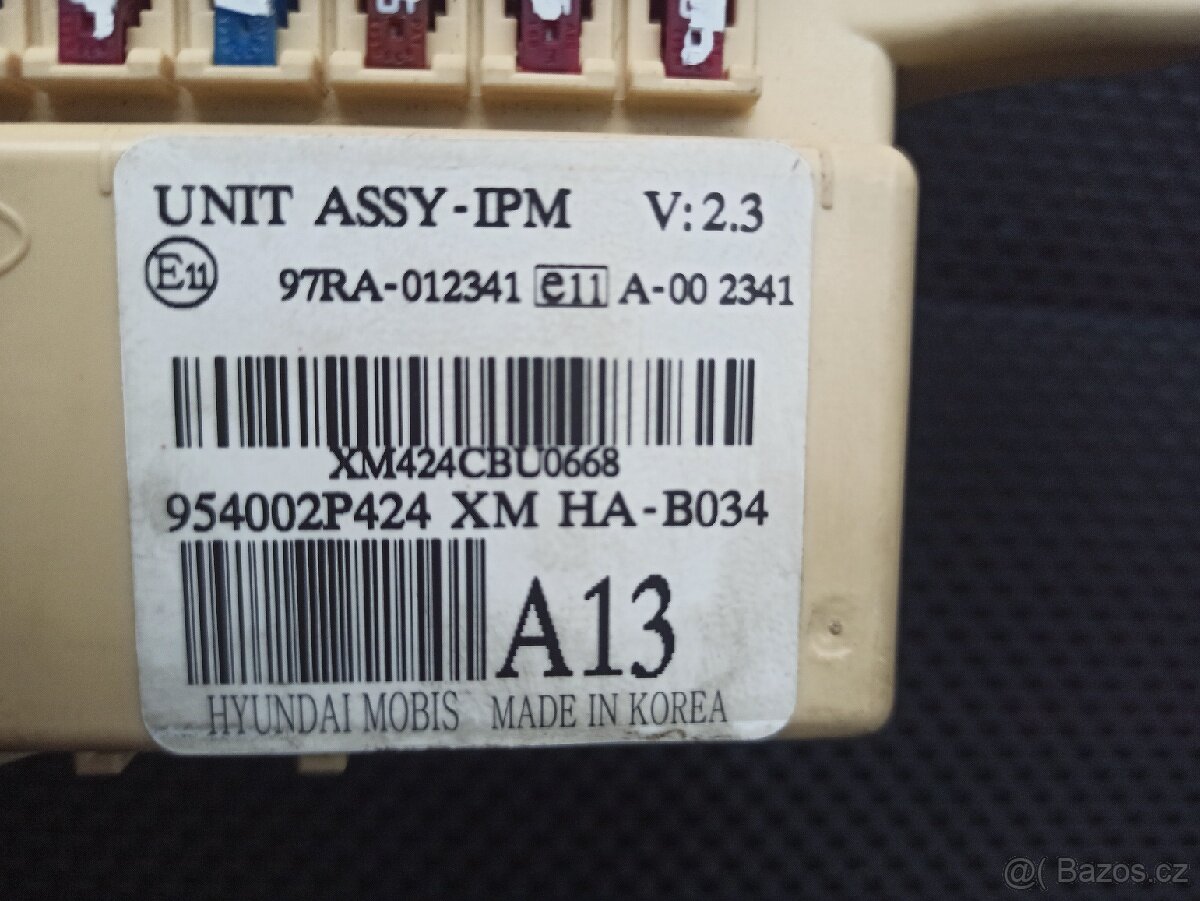 UNIT ASSY-IPM V: 2.3
E11 97RA-012341 e11 A-00 2341
XM424CBU0668
954002P424 XM HA-B034
A13
HYUNDAI MOBIS MADE IN KOREA
@( Bazos.cz